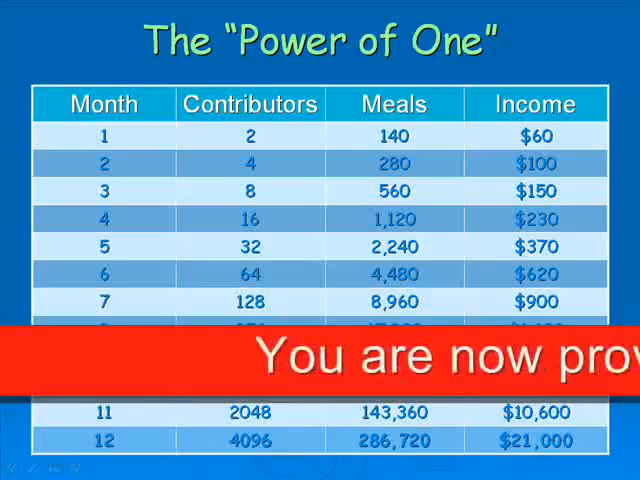 The “Power of One”
Month Contributors Meals Income
1 2 140 $60
2 4 280 $100
3 8 560 $150
4 16 1,120 $230
5 32 2,240 $370
6 64 4,480 $620
7 128 8,960 $900
You are now prov
11 2048 143,360 $10,600
12 4096 286,720 $21,000